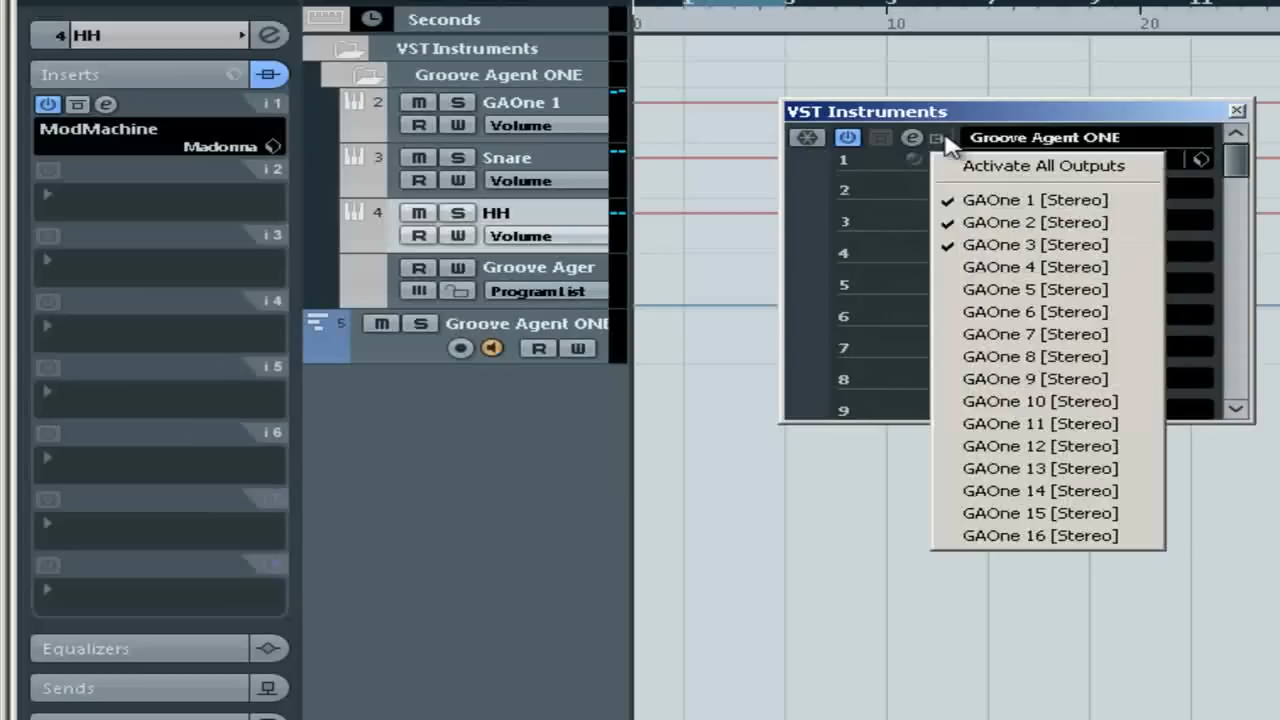 4 HH
Inserts
i 1
ModMachine
Madonna
i 2
i 3
i 4
i 5
i 6
Equalizers
Sends
Seconds
VST Instruments
Groove Agent ONE
2 m S GAOne 1
R W Volume
3 m S Snare
R W Volume
4 m S HH
R W Volume
R W Groove Ager
ProgramList
5 m S Groove Agent ONE
R W
0 10 20
VST Instruments
e Groove Agent ONE
1
2
3
4
5
6
7
8
9
Activate All Outputs
GAOne 1 [Stereo]
GAOne 2 [Stereo]
GAOne 3 [Stereo]
GAOne 4 [Stereo]
GAOne 5 [Stereo]
GAOne 6 [Stereo]
GAOne 7 [Stereo]
GAOne 8 [Stereo]
GAOne 9 [Stereo]
GAOne 10 [Stereo]
GAOne 11 [Stereo]
GAOne 12 [Stereo]
GAOne 13 [Stereo]
GAOne 14 [Stereo]
GAOne 15 [Stereo]
GAOne 16 [Stereo]